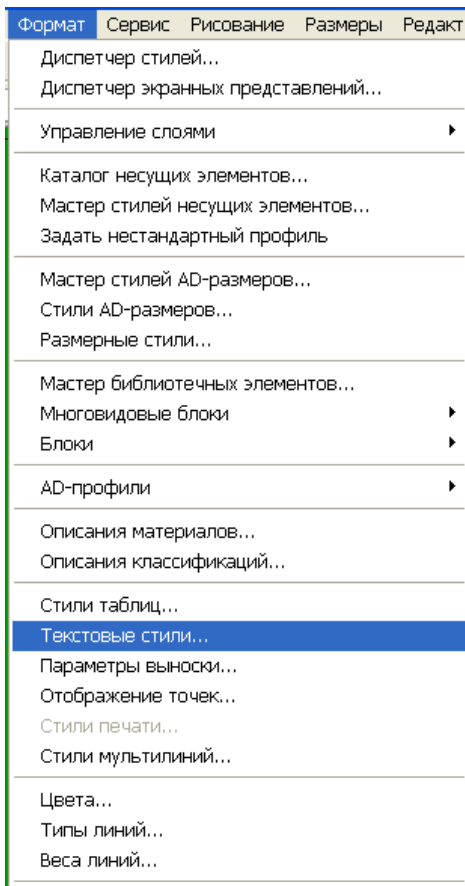 Формат Сервис Рисование Размеры Редакт
Диспетчер стилей...
Диспетчер экранных представлений...
Управление слоями
Каталог несущих элементов...
Мастер стилей несущих элементов...
Задать нестандартный профиль
Мастер стилей AD-размеров...
Стили AD-размеров...
Размерные стили...
Мастер библиотечных элементов...
Многовидовые блоки
Блоки
AD-профили
Описания материалов...
Описания классификаций...
Стили таблиц...
Текстовые стили...
Параметры выноски...
Отображение точек...
Стили печати...
Стили мультилиний...
Цвета...
Типы линий...
Веса линий...